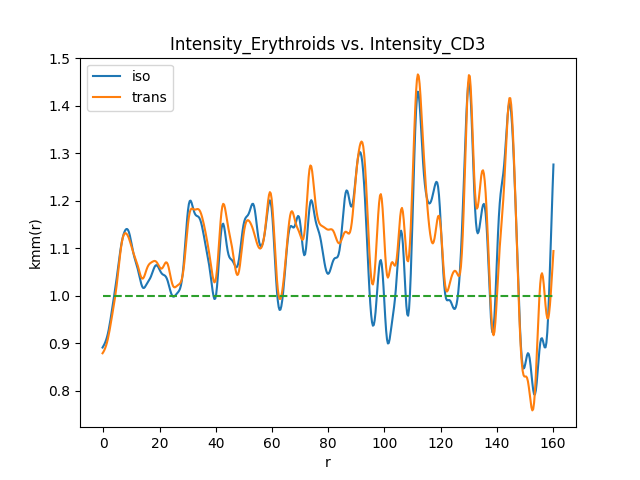 Intensity_Erythroids vs. Intensity_CD3
iso
trans
1.5
1.4
1.3
1.2
1.1
1.0
0.9
0.8
kmm(r)
0 20 40 60 80 100 120 140 160
r